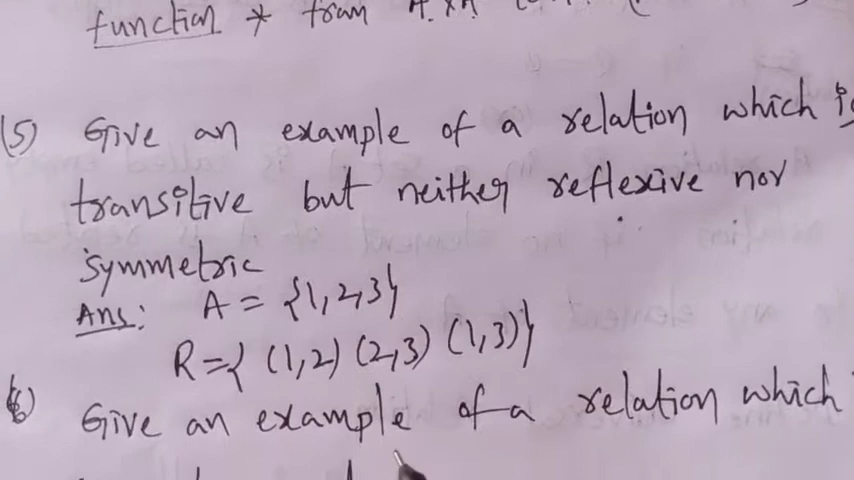 function * from
(5) Give an example of a relation which is
transitive but neither reflexive nor
symmetric
Ans: A = {1,2,3}
R={ (1,2) (2,3) (1,3)}
6) Give an example of a relation which